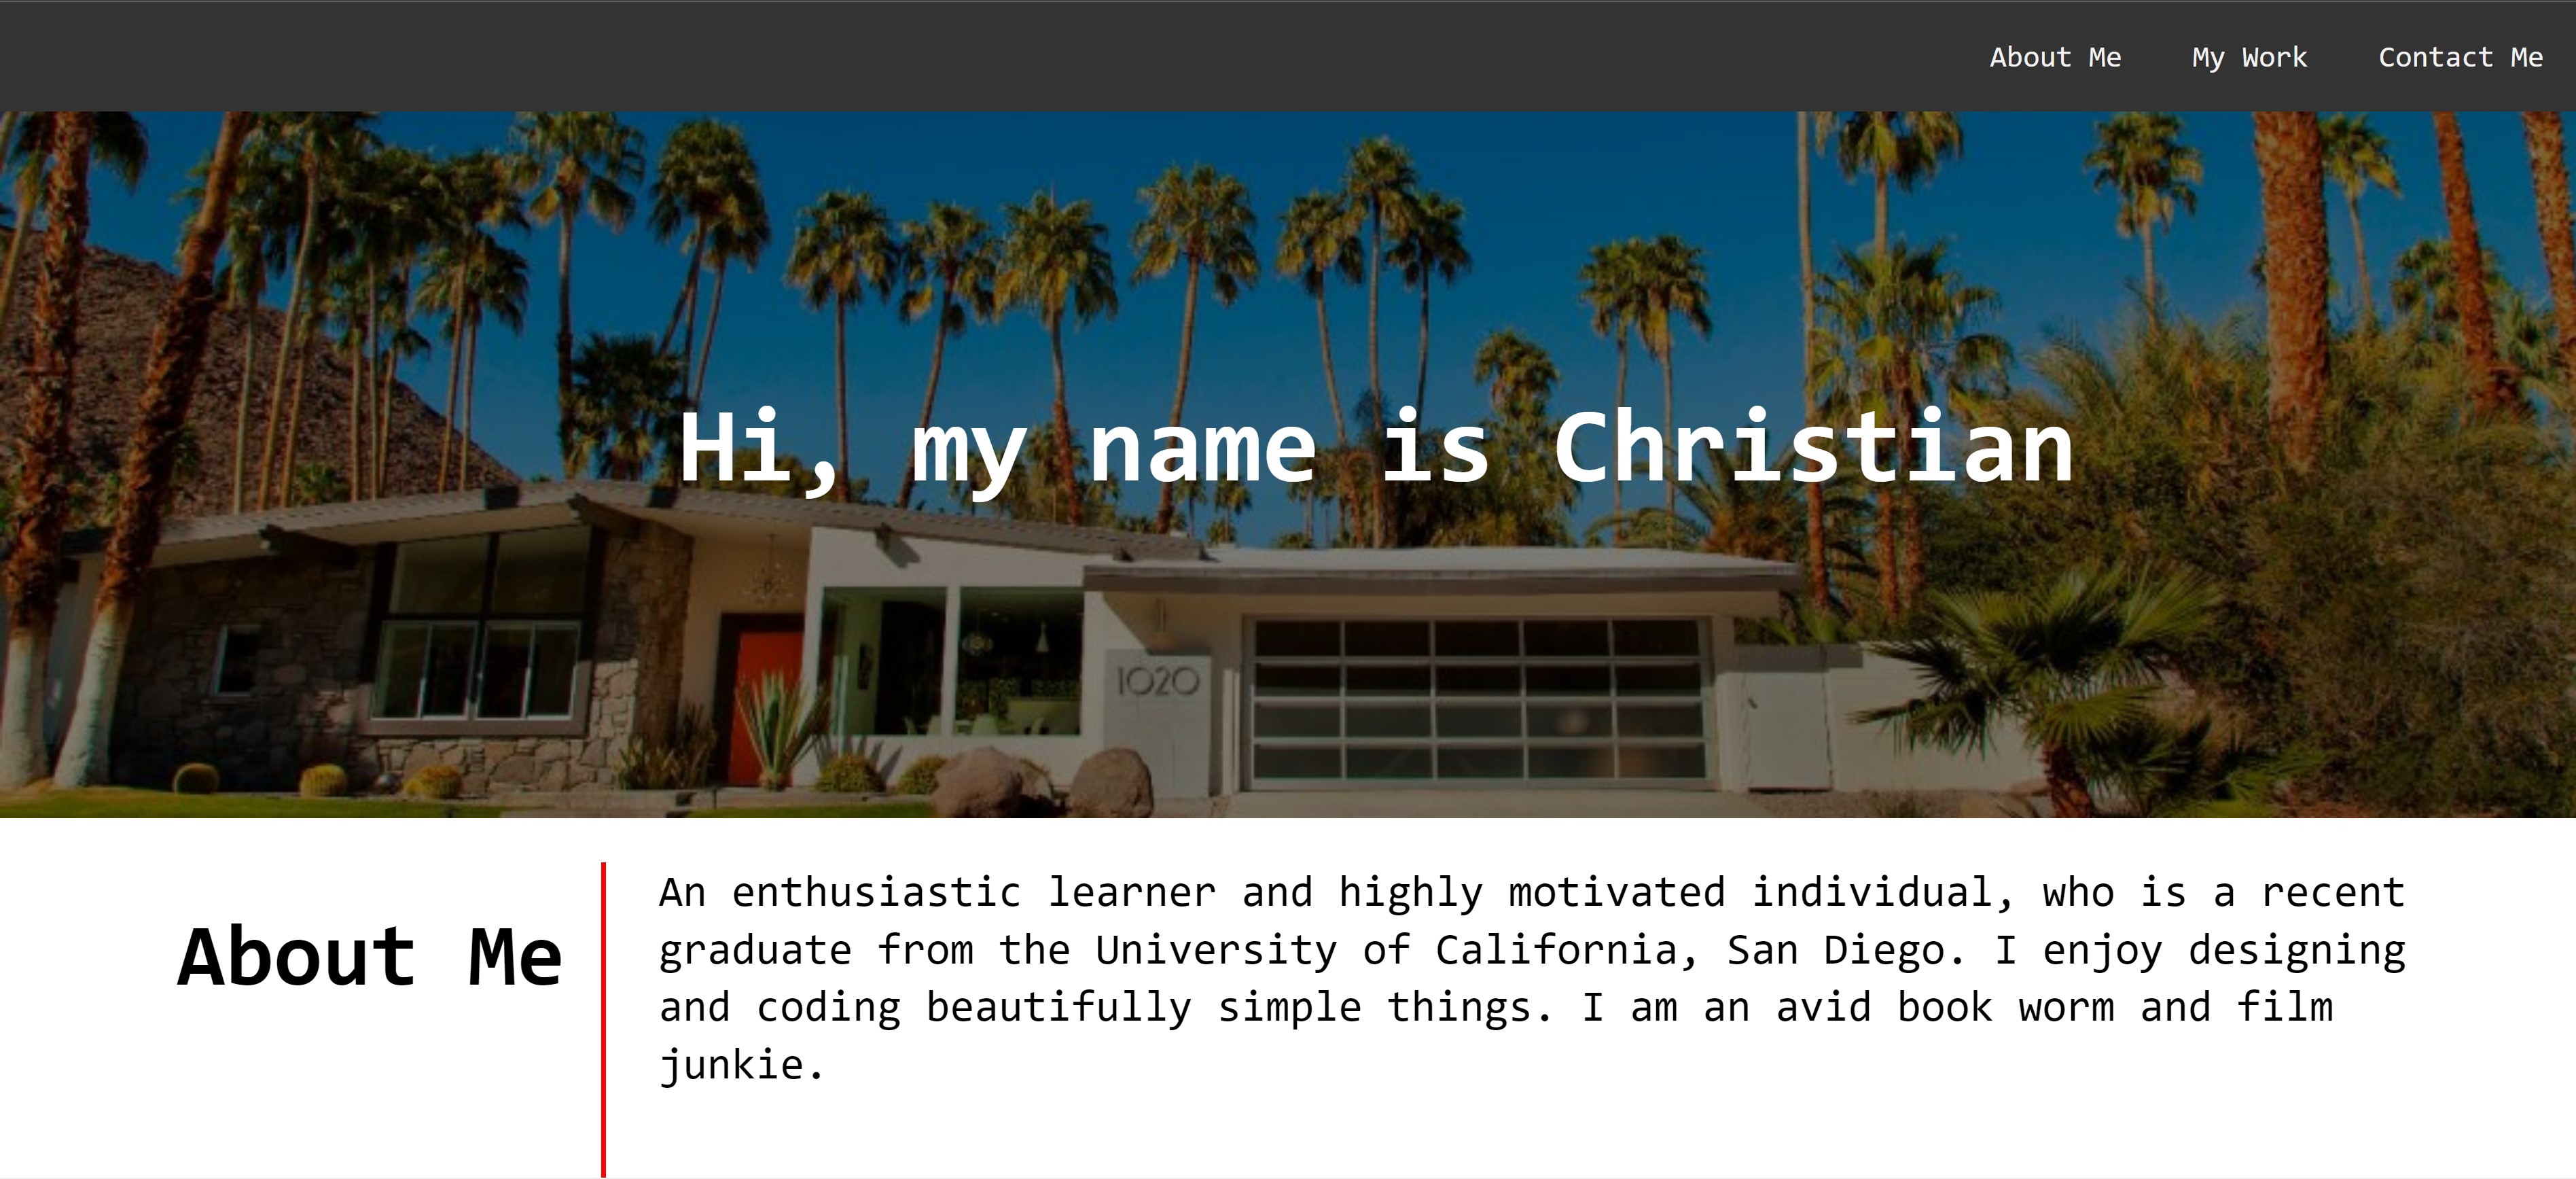 About Me My Work Contact Me
Hi, my name is Christian
1020
About Me
An enthusiastic learner and highly motivated individual, who is a recent
graduate from the University of California, San Diego. I enjoy designing
and coding beautifully simple things. I am an avid book worm and film
junkie.